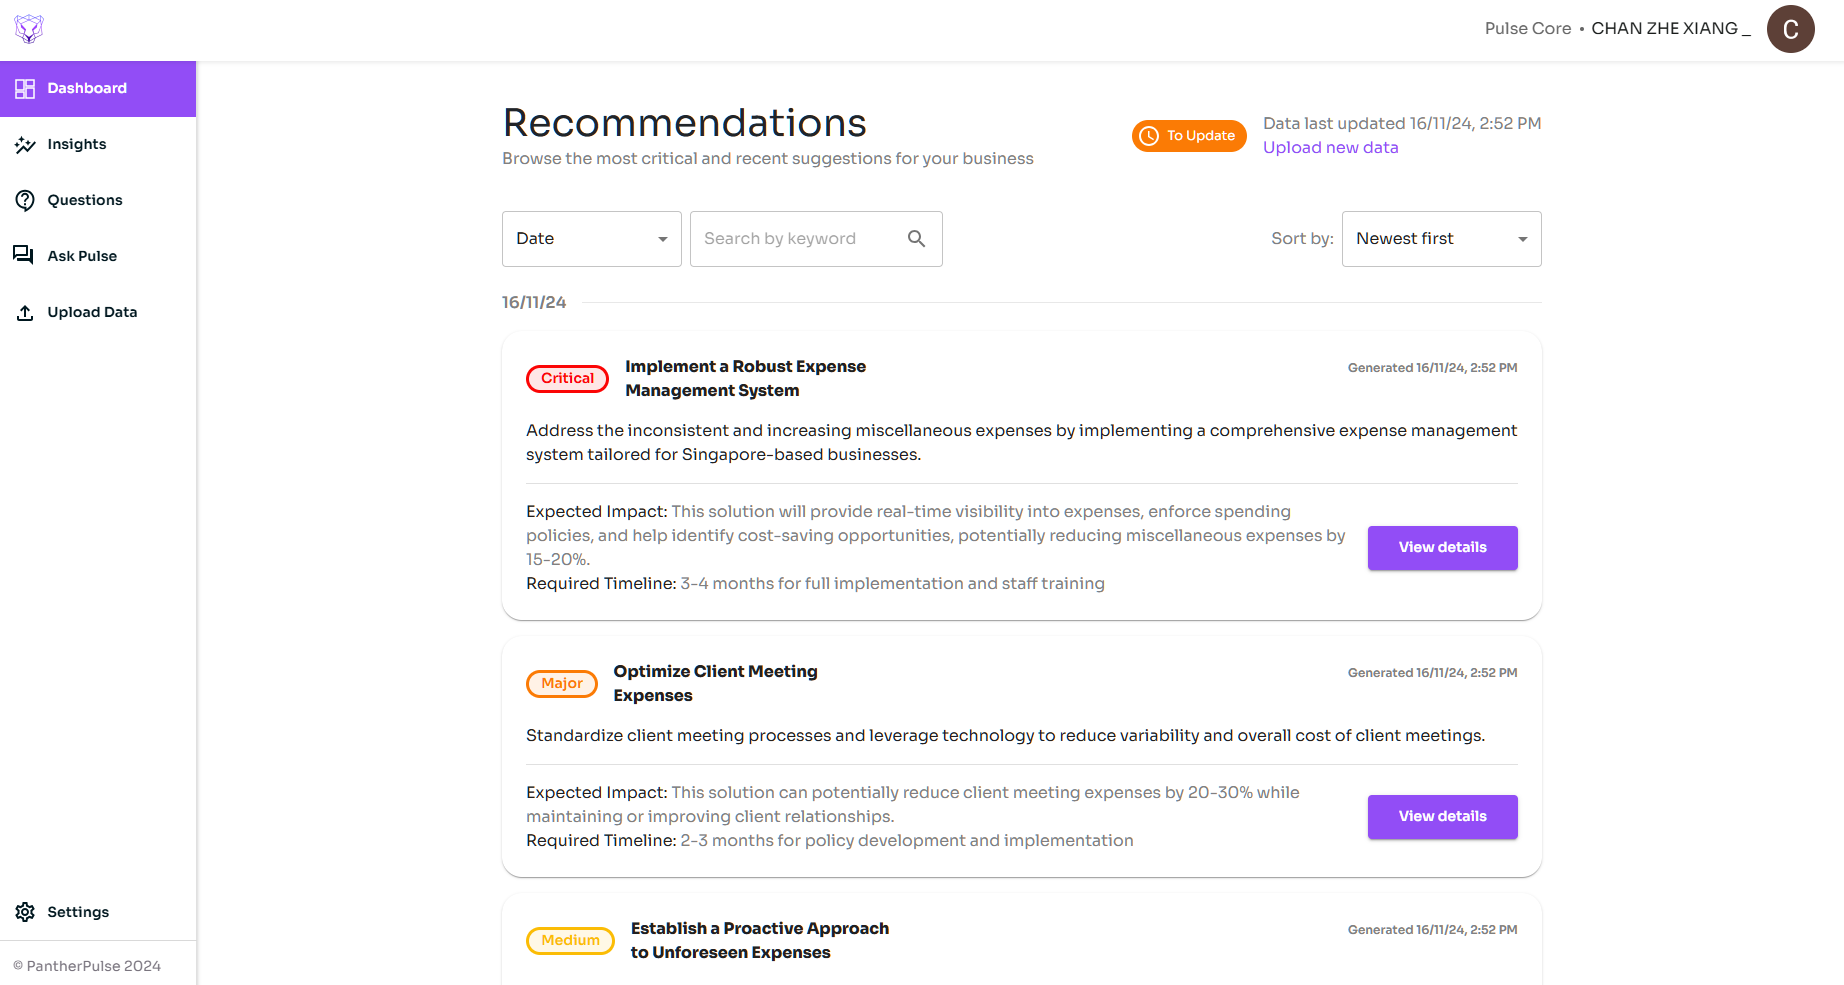 Pulse Core • CHAN ZHE XIANG _
C
Dashboard
Insights
Questions
Ask Pulse
Upload Data
Settings
© PantherPulse 2024
Recommendations
Browse the most critical and recent suggestions for your business
To Update
Data last updated 16/11/24, 2:52 PM
Upload new data
Date
Search by keyword
Sort by:
Newest first
16/11/24
Critical
Implement a Robust Expense
Management System
Generated 16/11/24, 2:52 PM
Address the inconsistent and increasing miscellaneous expenses by implementing a comprehensive expense management
system tailored for Singapore-based businesses.
Expected Impact: This solution will provide real-time visibility into expenses, enforce spending
policies, and help identify cost-saving opportunities, potentially reducing miscellaneous expenses by
15-20%.
Required Timeline: 3-4 months for full implementation and staff training
View details
Major
Optimize Client Meeting
Expenses
Generated 16/11/24, 2:52 PM
Standardize client meeting processes and leverage technology to reduce variability and overall cost of client meetings.
Expected Impact: This solution can potentially reduce client meeting expenses by 20-30% while
maintaining or improving client relationships.
Required Timeline: 2-3 months for policy development and implementation
View details
Medium
Establish a Proactive Approach
to Unforeseen Expenses
Generated 16/11/24, 2:52 PM